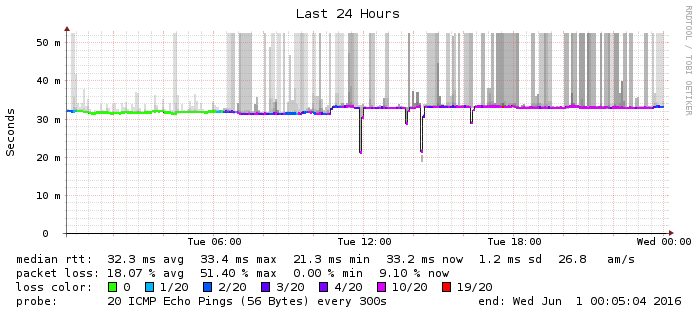 Last 24 Hours
RRDTOOL / TOBI OETIKER
Seconds
50 m
40 m
30 m
20 m
10 m
0
Tue 06:00 Tue 12:00 Tue 18:00 Wed 00:00
median rtt: 32.3 ms avg 33.4 ms max 21.3 ms min 33.2 ms now 1.2 ms sd 26.8 am/s
packet loss: 18.07 % avg 51.40 % max 0.00 % min 9.10 % now
loss color: 0 1/20 2/20 3/20 4/20 10/20 19/20
probe: 20 ICMP Echo Pings (56 Bytes) every 300s end: Wed Jun 1 00:05:04 2016